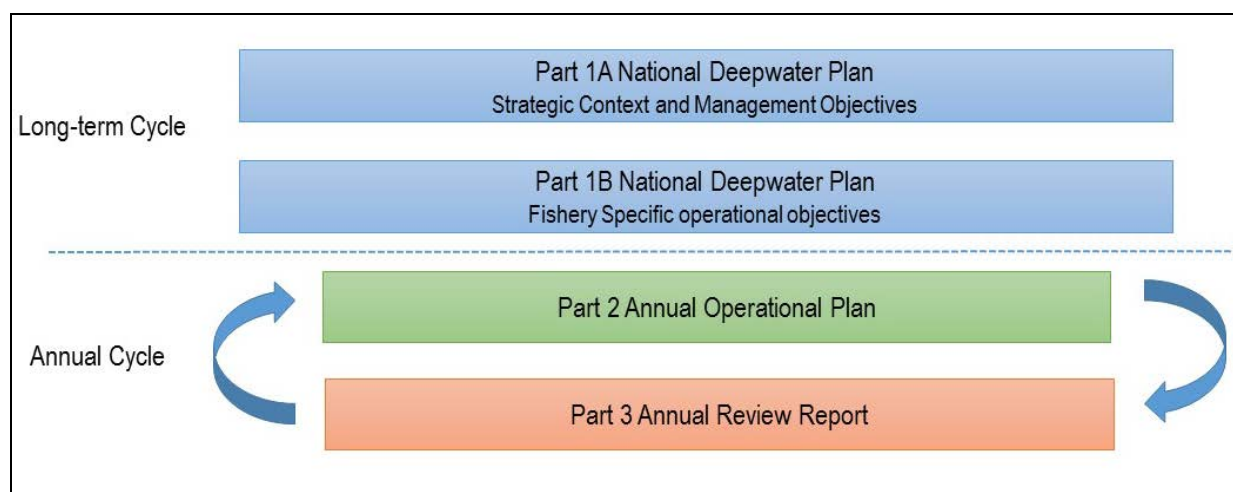 Part 1A National Deepwater Plan
Strategic Context and Management Objectives
Long-term Cycle
Part 1B National Deepwater Plan
Fishery Specific operational objectives
Part 2 Annual Operational Plan
Annual Cycle
Part 3 Annual Review Report